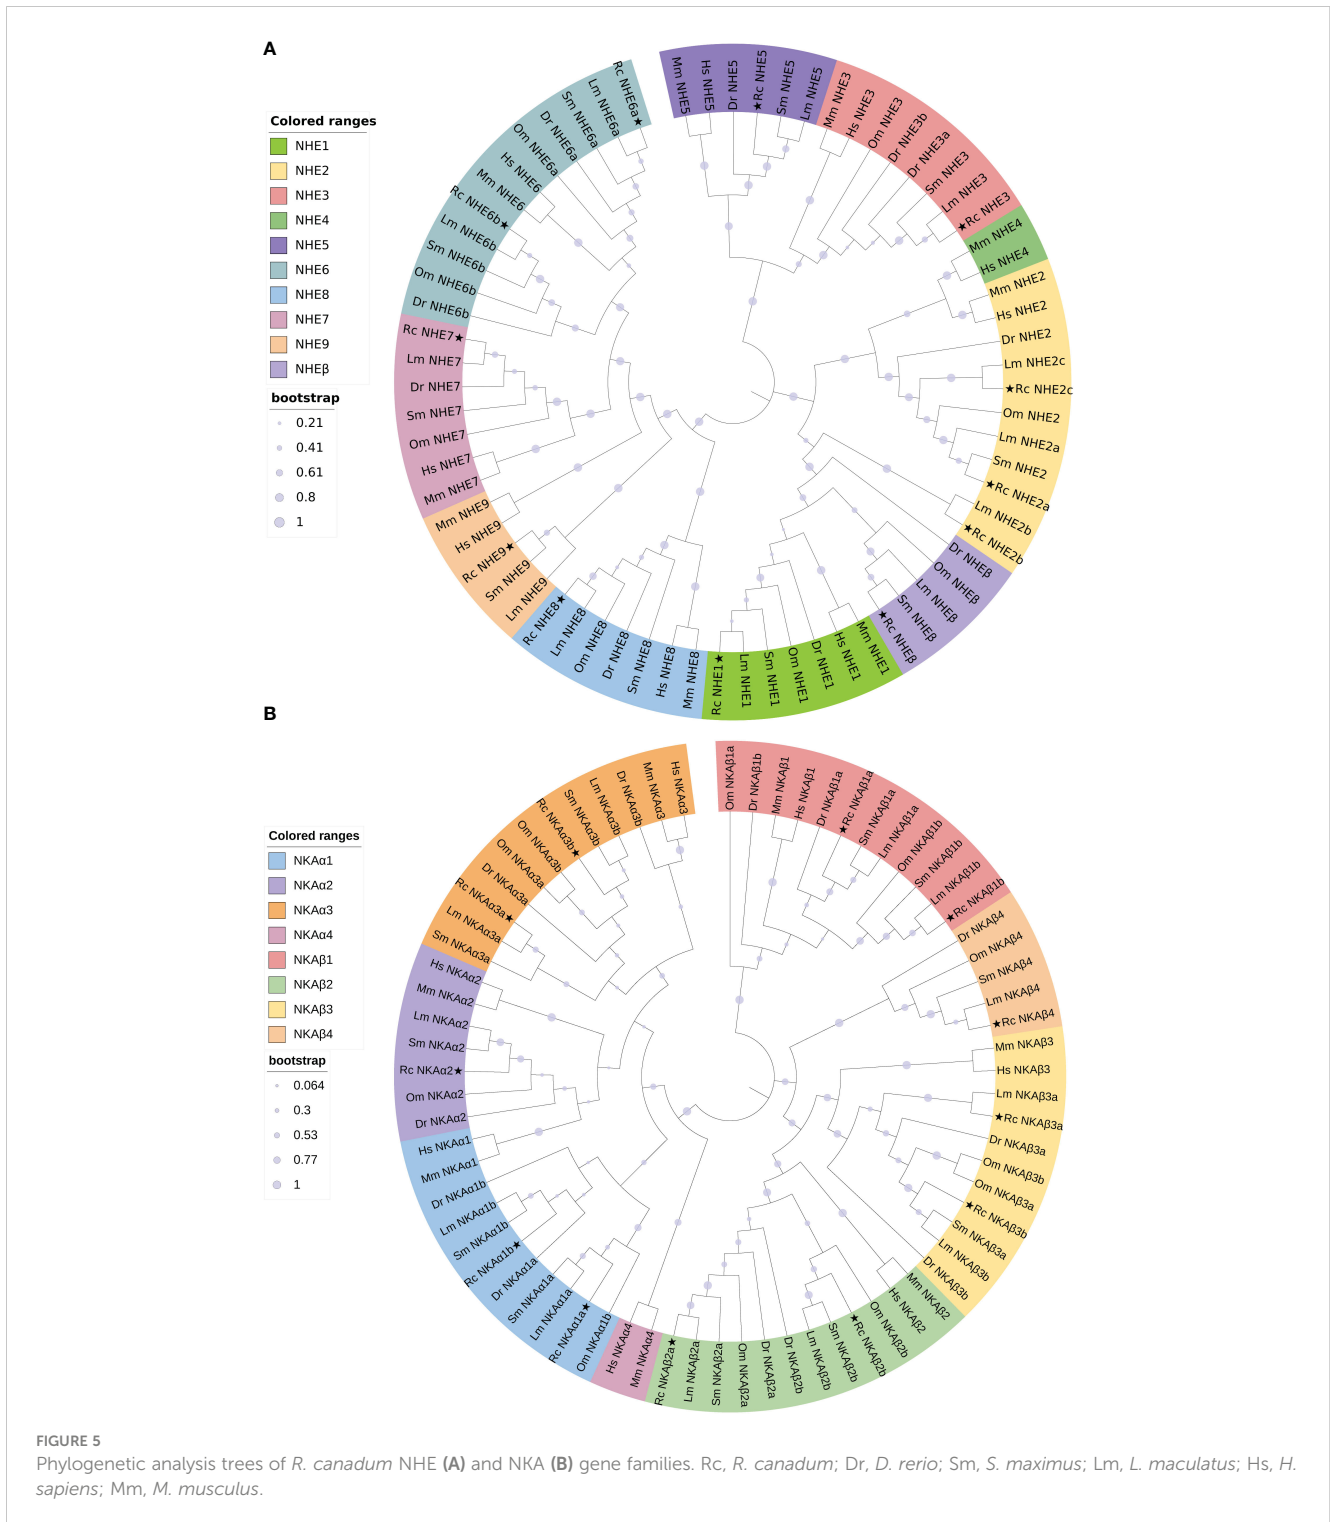 A
Colored ranges
NHE1
NHE2
NHE3
NHE4
NHE5
NHE6
NHE8
NHE7
NHE9
NHEβ
bootstrap
0.21
0.41
0.61
0.8
1
Mm NHE5
Hs NHE5
Dr NHE5
★Rc NHE5
Sm NHE5
Lm NHE5
Mm NHE3
Hs NHE3
Om NHE3
Dr NHE3b
Dr NHE3a
Sm NHE3
Lm NHE3
★Rc NHE3
Mm NHE4
Hs NHE4
Mm NHE2
Hs NHE2
Dr NHE2
Lm NHE2c
★Rc NHE2c
Om NHE2
Lm NHE2a
Sm NHE2
★Rc NHE2a
Lm NHE2b
★Rc NHE2b
Dr NHEβ
Om NHEβ
Lm NHEβ
Sm NHEβ
★Rc NHEβ
Mm NHE1
Hs NHE1
Dr NHE1
Om NHE1
Sm NHE1
Lm NHE1
Rc NHE1★
Mm NHE8
Hs NHE8
Sm NHE8
Dr NHE8
Om NHE8
Lm NHE8
Rc NHE8★
Lm NHE9
Sm NHE9
Rc NHE9★
Hs NHE9
Mm NHE9
Mm NHE7
Hs NHE7
Om NHE7
Sm NHE7
Dr NHE7
Lm NHE7
Rc NHE7★
Dr NHE6b
Om NHE6b
Sm NHE6b
Lm NHE6b
Rc NHE6b★
Mm NHE6
Hs NHE6
Om NHE6a
Dr NHE6a
Sm NHE6a
Lm NHE6a
Rc NHE6a★
B
Colored ranges
NKAα1
NKAα2
NKAα3
NKAα4
NKAβ1
NKAβ2
NKAβ3
NKAβ4
bootstrap
0.064
0.3
0.53
0.77
1
Om NKAβ1a
Dr NKAβ1b
Mm NKAβ1
Hs NKAβ1
Dr NKAβ1a
★Rc NKAβ1a
Sm NKAβ1a
Lm NKAβ1a
Om NKAβ1b
Sm NKAβ1b
Lm NKAβ1b
★Rc NKAβ1b
Dr NKAβ4
Om NKAβ4
Sm NKAβ4
Lm NKAβ4
★Rc NKAβ4
Mm NKAβ3
Hs NKAβ3
Lm NKAβ3a
★Rc NKAβ3a
Dr NKAβ3a
Om NKAβ3b
Om NKAβ3a
★Rc NKAβ3b
Sm NKAβ3a
Lm NKAβ3b
Dr NKAβ3b
Mm NKAβ2
Hs NKAβ2
Om NKAβ2b
★Rc NKAβ2b
Sm NKAβ2b
Lm NKAβ2b
Dr NKAβ2b
Dr NKAβ2a
Om NKAβ2a
Sm NKAβ2a
Lm NKAβ2a
Rc NKAβ2a★
Mm NKAα4
Hs NKAα4
Om NKAα1b
Rc NKAα1a★
Lm NKAα1a
Sm NKAα1a
Dr NKAα1a
Rc NKAα1b★
Sm NKAα1b
Lm NKAα1b
Dr NKAα1b
Mm NKAα1
Hs NKAα1
Dr NKAα2
Om NKAα2
Rc NKAα2★
Sm NKAα2
Lm NKAα2
Mm NKAα2
Hs NKAα2
Sm NKAα3a
Lm NKAα3a
Rc NKAα3a★
Dr NKAα3a
Om NKAα3a
Om NKAα3b
Rc NKAα3b★
Sm NKAα3b
Lm NKAα3b
Dr NKAα3b
Mm NKAα3
Hs NKAα3
FIGURE 5
Phylogenetic analysis trees of R. canadum NHE (A) and NKA (B) gene families. Rc, R. canadum; Dr, D. rerio; Sm, S. maximus; Lm, L. maculatus; Hs, H.
sapiens; Mm, M. musculus.